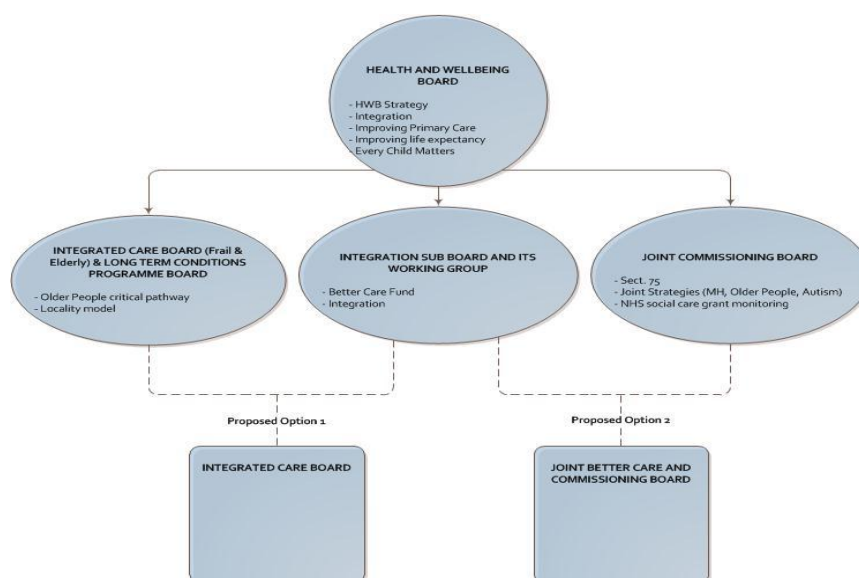 HEALTH AND WELLBEING
BOARD
- HWB Strategy
- Integration
- Improving Primary Care
- Improving life expectancy
- Every Child Matters
INTEGRATED CARE BOARD (Frail &
Elderly) & LONG TERM CONDITIONS
PROGRAMME BOARD
- Older People critical pathway
- Locality model
INTEGRATION SUB BOARD AND ITS
WORKING GROUP
- Better Care Fund
- Integration
JOINT COMMISSIONING BOARD
- Sect. 75
- Joint Strategies (MH, Older People, Autism)
- NHS social care grant monitoring
Proposed Option 1
Proposed Option 2
INTEGRATED CARE BOARD
JOINT BETTER CARE AND
COMMISSIONING BOARD